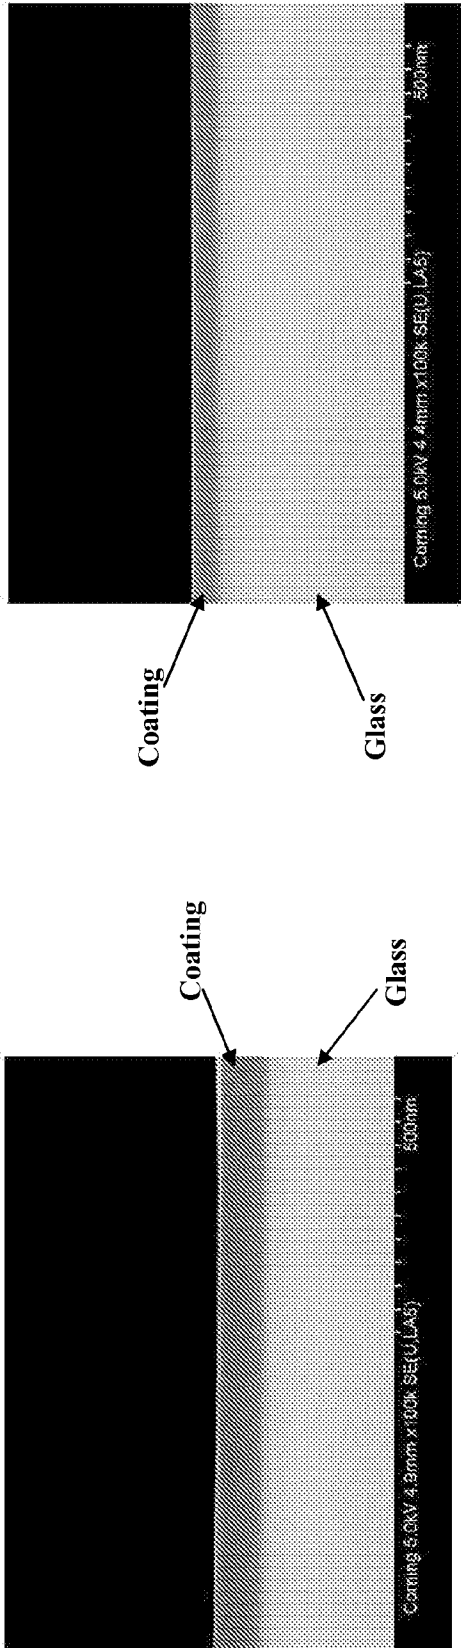 Coating
Glass
Corning 5.0kV 4.9mm x100k SE(U,LA5)
500nm
Coating
Glass
Corning 5.0kV 4.4mm x100k SE(U,LA5)
500nm